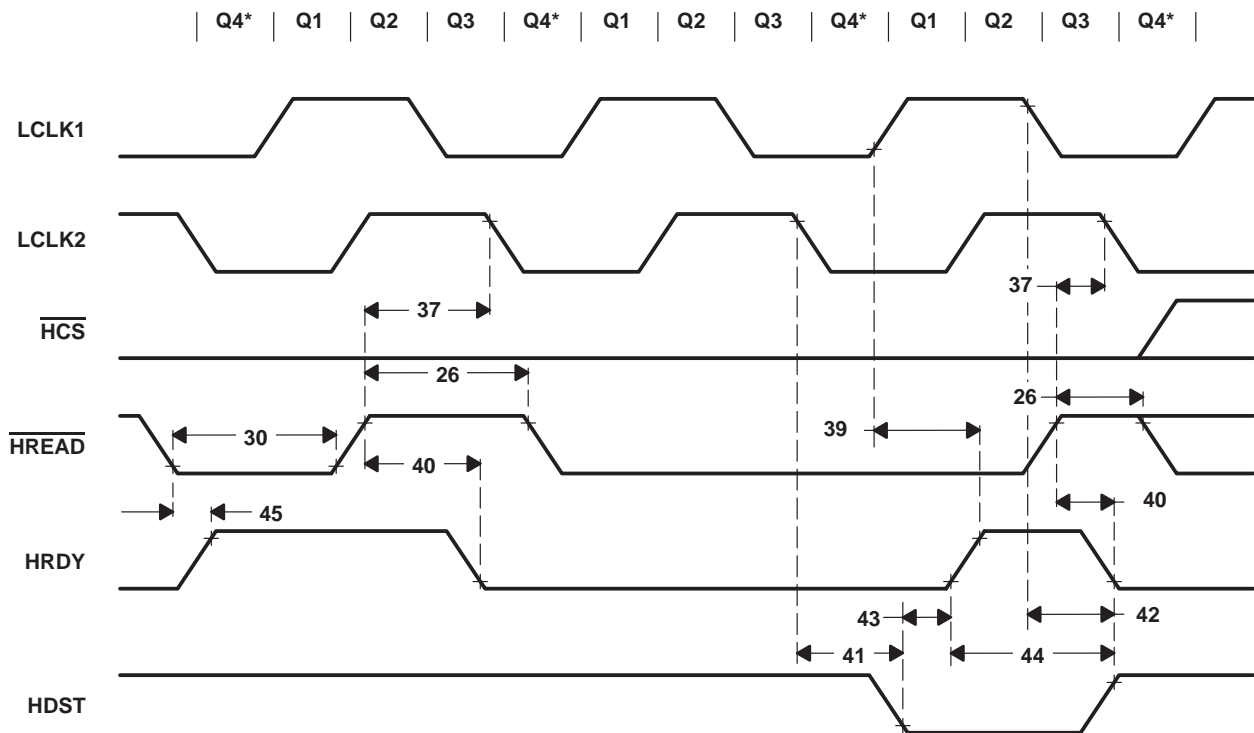 Q4* Q1 Q2 Q3 Q4* Q1 Q2 Q3 Q4* Q1 Q2 Q3 Q4*
LCLK1
LCLK2
37
37
HCS
26
26
39
30
HREAD
40
40
45
HRDY
43
42
41
44
HDST